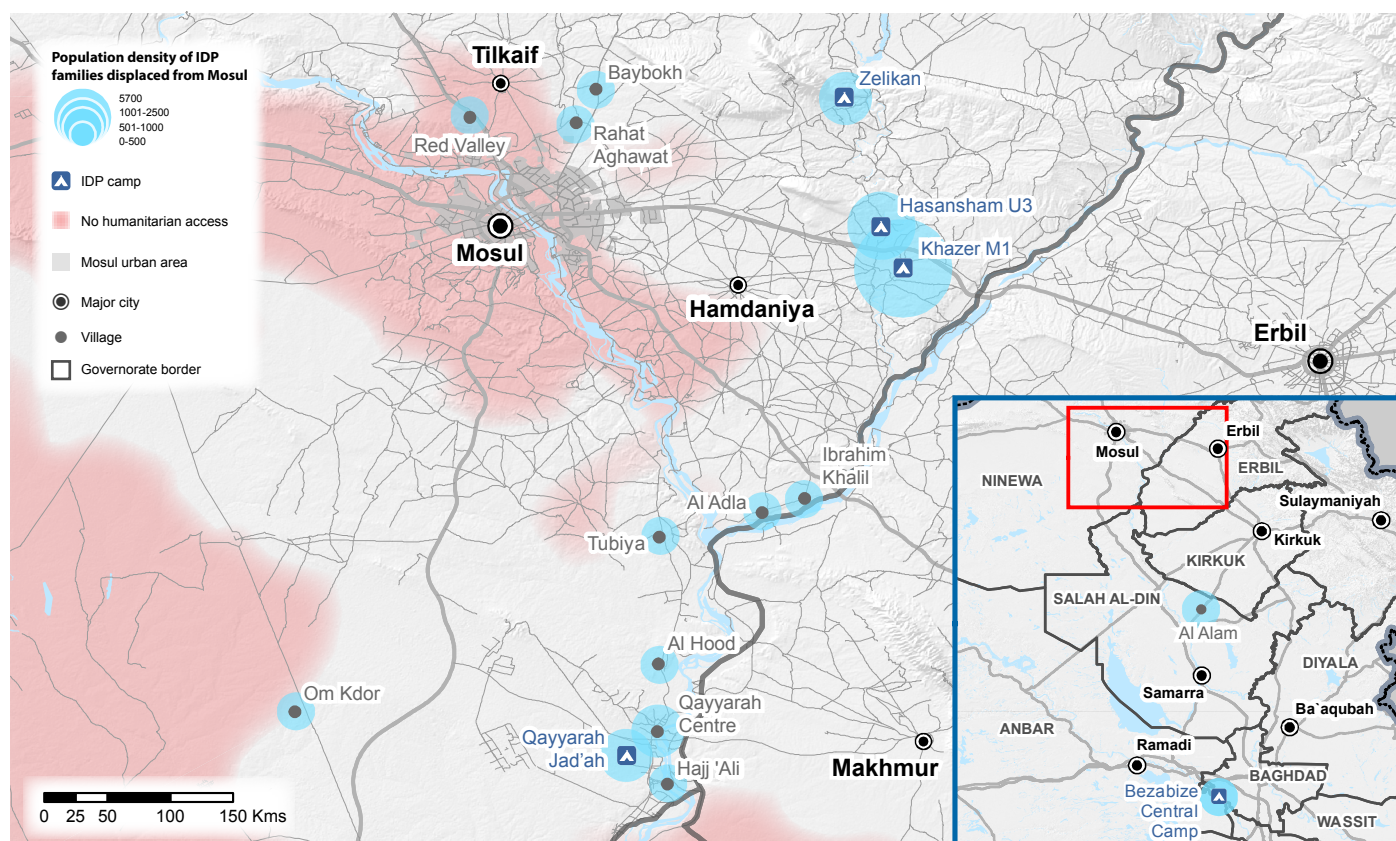 Population density of IDP
families displaced from Mosul
5700
1001-2500
501-1000
0-500
IDP camp
No humanitarian access
Mosul urban area
Major city
Village
Governorate border
Tilkaif
Baybokh
Zelikan
Red Valley
Rahat
Aghawat
Hasansham U3
Mosul
Khazer M1
Hamdaniya
Erbil
Ibrahim
Khalil
Al Adla
Tubiya
Al Hood
Om Kdor
Qayyarah
Centre
Qayyarah
Jad'ah
Hajj 'Ali
Makhmur
0 25 50 100 150 Kms
Mosul
Erbil
NINEWA
ERBIL
Sulaymaniyah
Kirkuk
KIRKUK
SALAH AL-DIN
Al Alam
DIYALA
Samarra
Ba`aqubah
ANBAR
Ramadi
BAGHDAD
Bezabize
Central
Camp
WASSIT